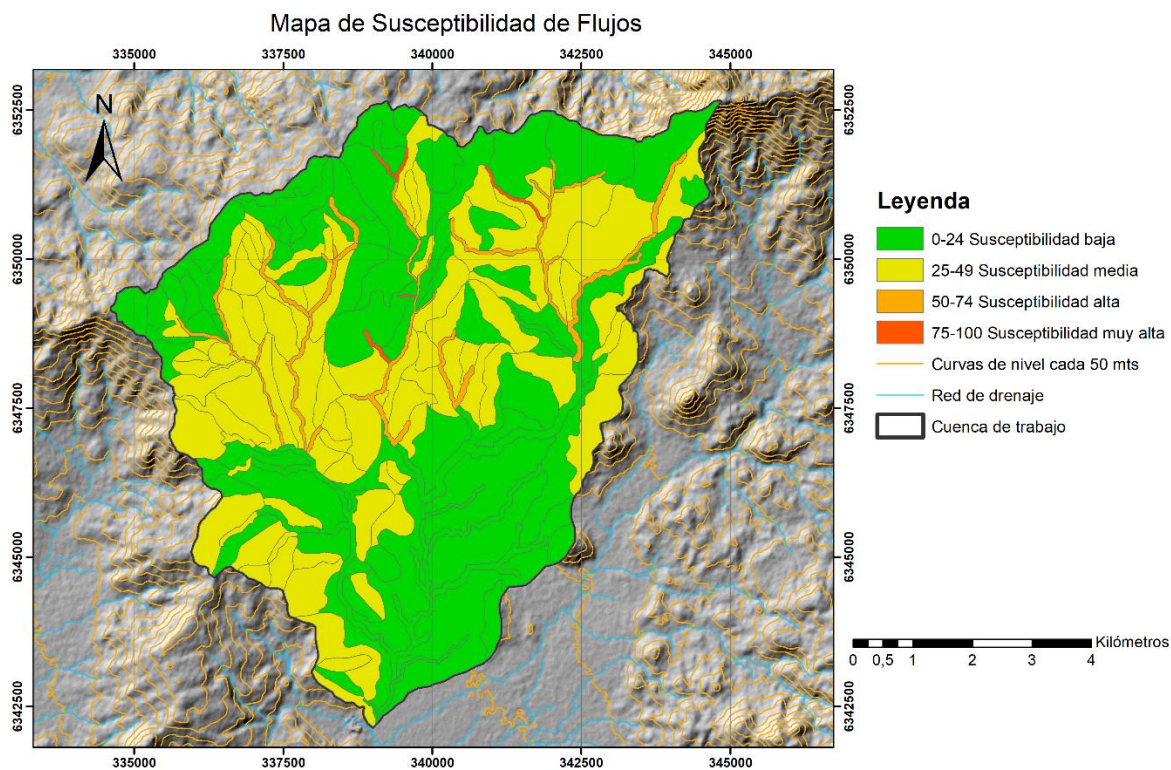 Mapa de Susceptibilidad de Flujos
335000 337500 340000 342500 345000
6352500 6352500
N
6350000 6350000
6347500 6347500
6345000 6345000
6342500 6342500
335000 337500 340000 342500 345000
Leyenda
0-24 Susceptibilidad baja
25-49 Susceptibilidad media
50-74 Susceptibilidad alta
75-100 Susceptibilidad muy alta
Curvas de nivel cada 50 mts
Red de drenaje
Cuenca de trabajo
Kilómetros
0 0,5 1 2 3 4